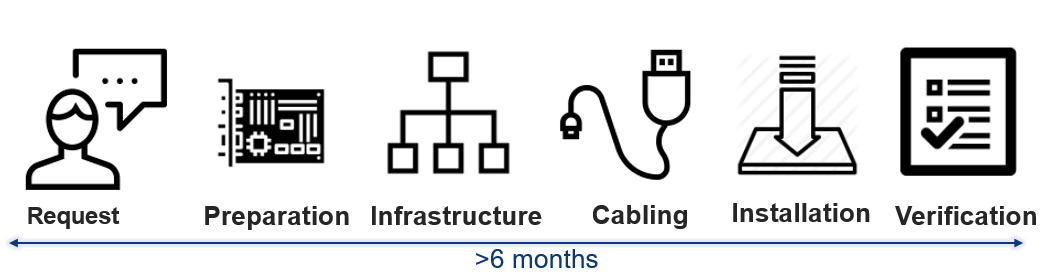 Request
Preparation
Infrastructure
Cabling
Installation
Verification
>6 months